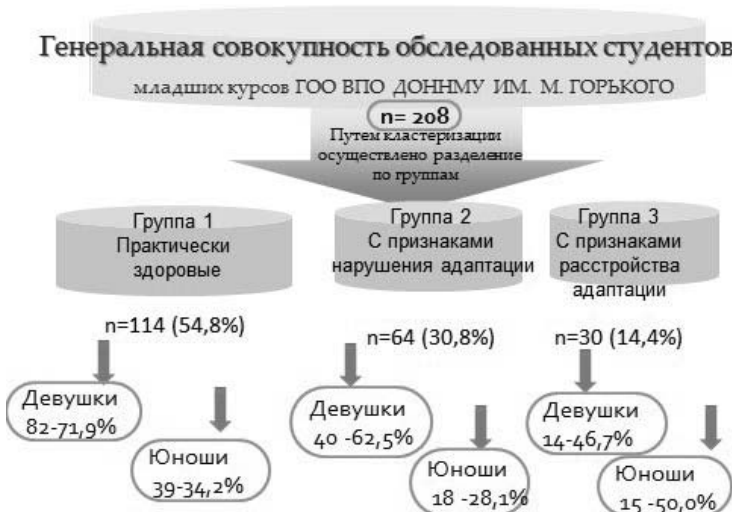 Генеральная совокупность обследованных студентов
младших курсов ГОО ВПО ДОННМУ ИМ. М. ГОРЬКОГО
n= 208
Путем кластеризации
осуществлено разделение
по группам
Группа 1
Практически
здоровые
Группа 2
С признаками
нарушения адаптации
Группа 3
С признаками
расстройства
адаптации
n=114 (54,8%)
n=64 (30,8%)
n=30 (14,4%)
Девушки
82-71,9%
Юноши
39-34,2%
Девушки
40 -62,5%
Юноши
18 -28,1%
Девушки
14-46,7%
Юноши
15 -50,0%